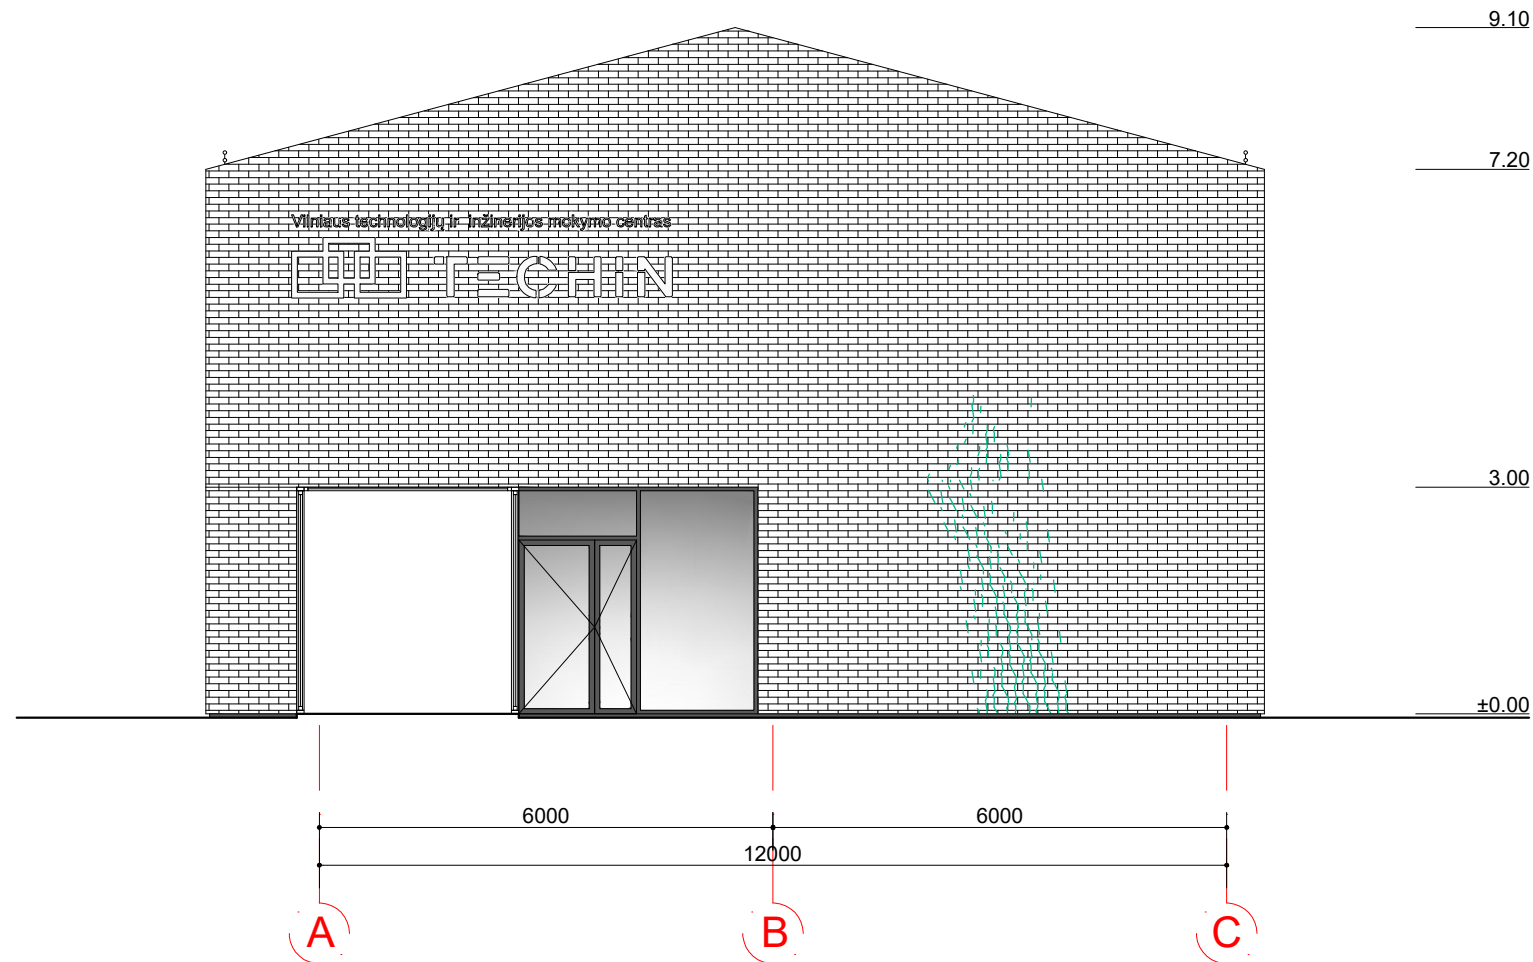 9.10
7.20
Vilniaus technologijų ir inžinerijos mokymo centras
TECHIN
3.00
±0.00
6000 6000
12000
A B C